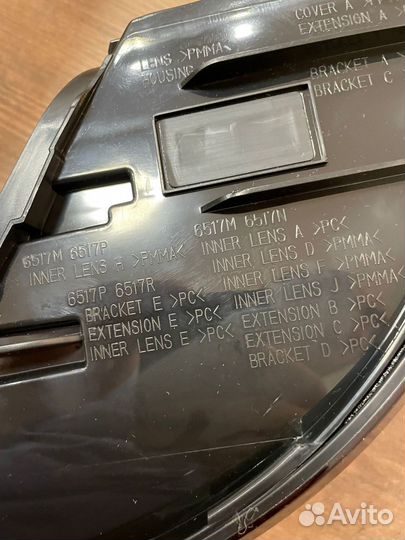 LENS >PMMA<
HOUSING
COVER A >P
EXTENSION A
BRACKET A
BRACKET C
6517M 6517P
INNER LENS H >PMMA<
6517P 6517R
BRACKET E >PC<
EXTENSION E >PC<
INNER LENS E >PC<
6517M 6517N
INNER LENS A >PC<
INNER LENS D >PMMA<
INNER LENS F >PMMA<
INNER LENS J >PMMA<
EXTENSION B >PC<
EXTENSION C >PC<
BRACKET D >PC<
Avito